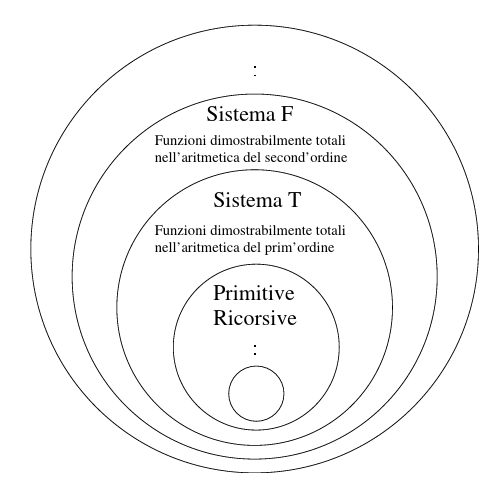 :
Sistema F
Funzioni dimostrabilmente totali
nell'aritmetica del second'ordine
Sistema T
Funzioni dimostrabilmente totali
nell'aritmetica del prim'ordine
Primitive
Ricorsive
: